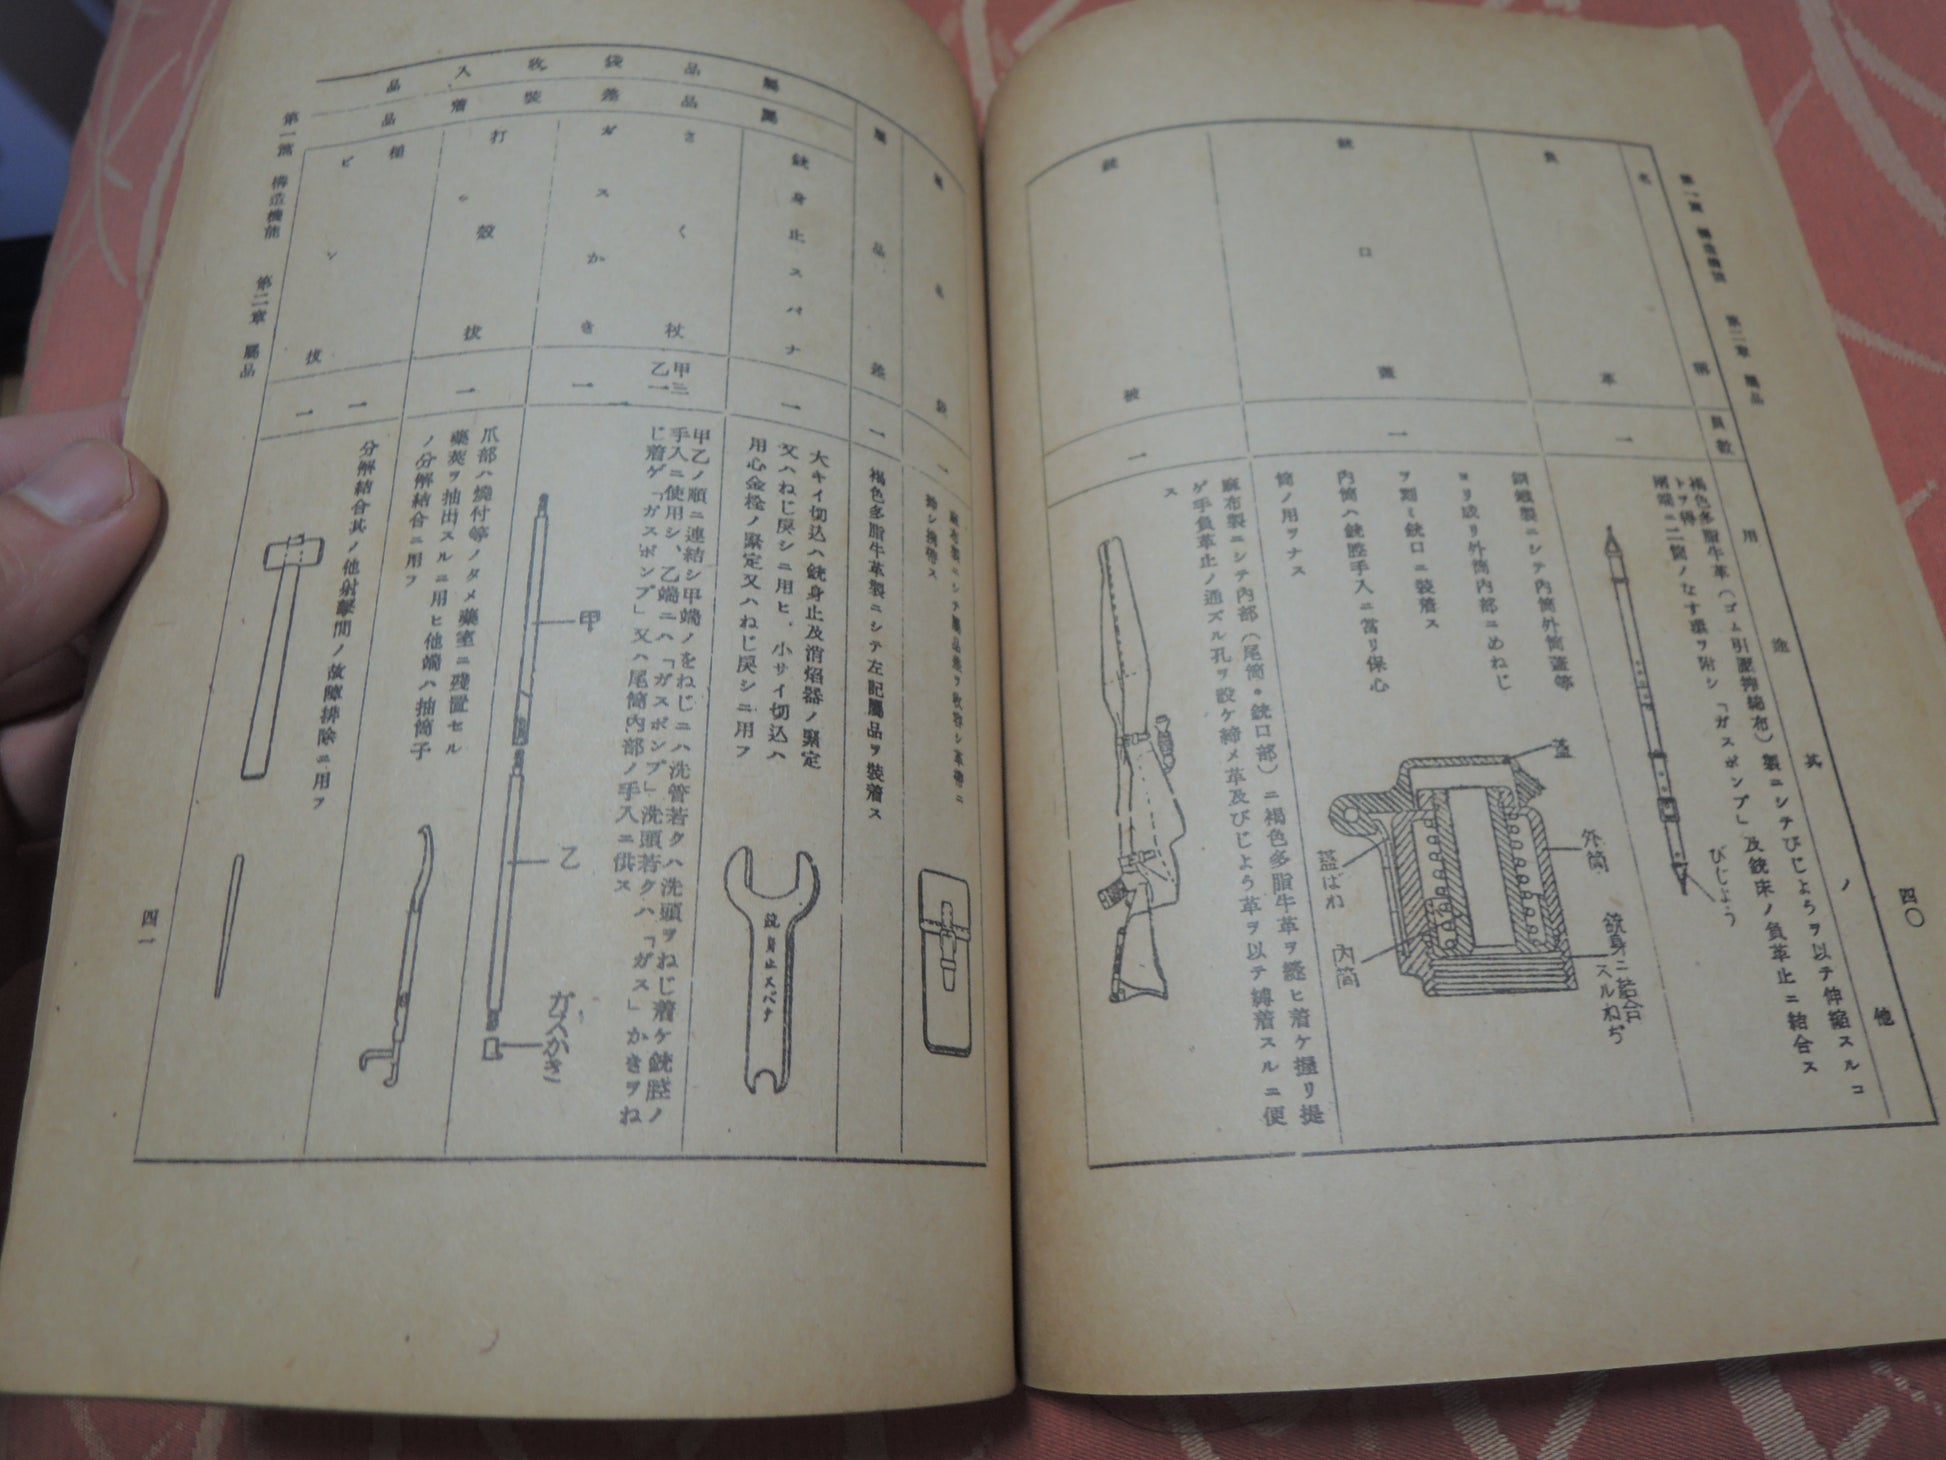 第一篇 構造機能 第二章 屬品
四〇
名稱
員數
用途其ノ他
負革
一
褐色多脂牛革(ゴム引壓搾綿布)製ニシテびじょうヲ以テ伸縮スルコ
トヲ得
兩端ニ二箇ノなす環ヲ附シ「ガスポンプ」及銃床ノ負革止ニ結合ス
びじょう
銃口蓋
一
鋼鐵製ニシテ内筒外筒蓋等
ヨリ成リ外筒内部ニめねじ
ヲ刻ミ銃口ニ裝着ス
内筒ハ銃腔手入ニ當リ保心
筒ノ用ヲナス
蓋
外筒
銃身ニ結合
スルねぢ
蓋ばね
内筒
銃被
一
麻布製ニシテ内部(尾筒・銃口部)ニ褐色多脂牛革ヲ縫ヒ着ケ握リ提
ゲ手負革止ノ通ズル孔ヲ設ケ締メ革及びじょう革ヲ以テ縛着スルニ便
ス
屬品差
一
褐色多脂牛革製ニシテ左記屬品ヲ裝着ス
屬品袋收入品
屬品差裝着品
銃身止スパナ
一
大キイ切込ハ銃身止及消焰器ノ緊定
又ハねじ戻シニ用ヒ、小サイ切込ハ
用心金栓ノ緊定又ハねじ戻シニ用フ
銃身止スパナ
さく杖
甲三
乙一
甲乙ノ順ニ連結シ甲端ノをねじニハ洗管若クハ洗頭ヲねじ着ケ銃腔ノ
手入ニ使用シ、乙端ニハ「ガスポンプ」洗頭若クハ「ガス」かきヲね
じ着ゲ「ガスポンプ」又ハ尾筒内部ノ手入ニ供ス
ガスかき
一
甲
乙
ガスかき
打殻拔
一
爪部ハ燒付等ノタメ藥室ニ殘置セル
藥莢ヲ抽出スルニ用ヒ他端ハ抽筒子
ノ分解結合ニ用フ
槌
一
ピン拔
一
分解結合其ノ他射擊間ノ故障排除ニ用フ
第一篇 構造機能 第二章 屬品
四一